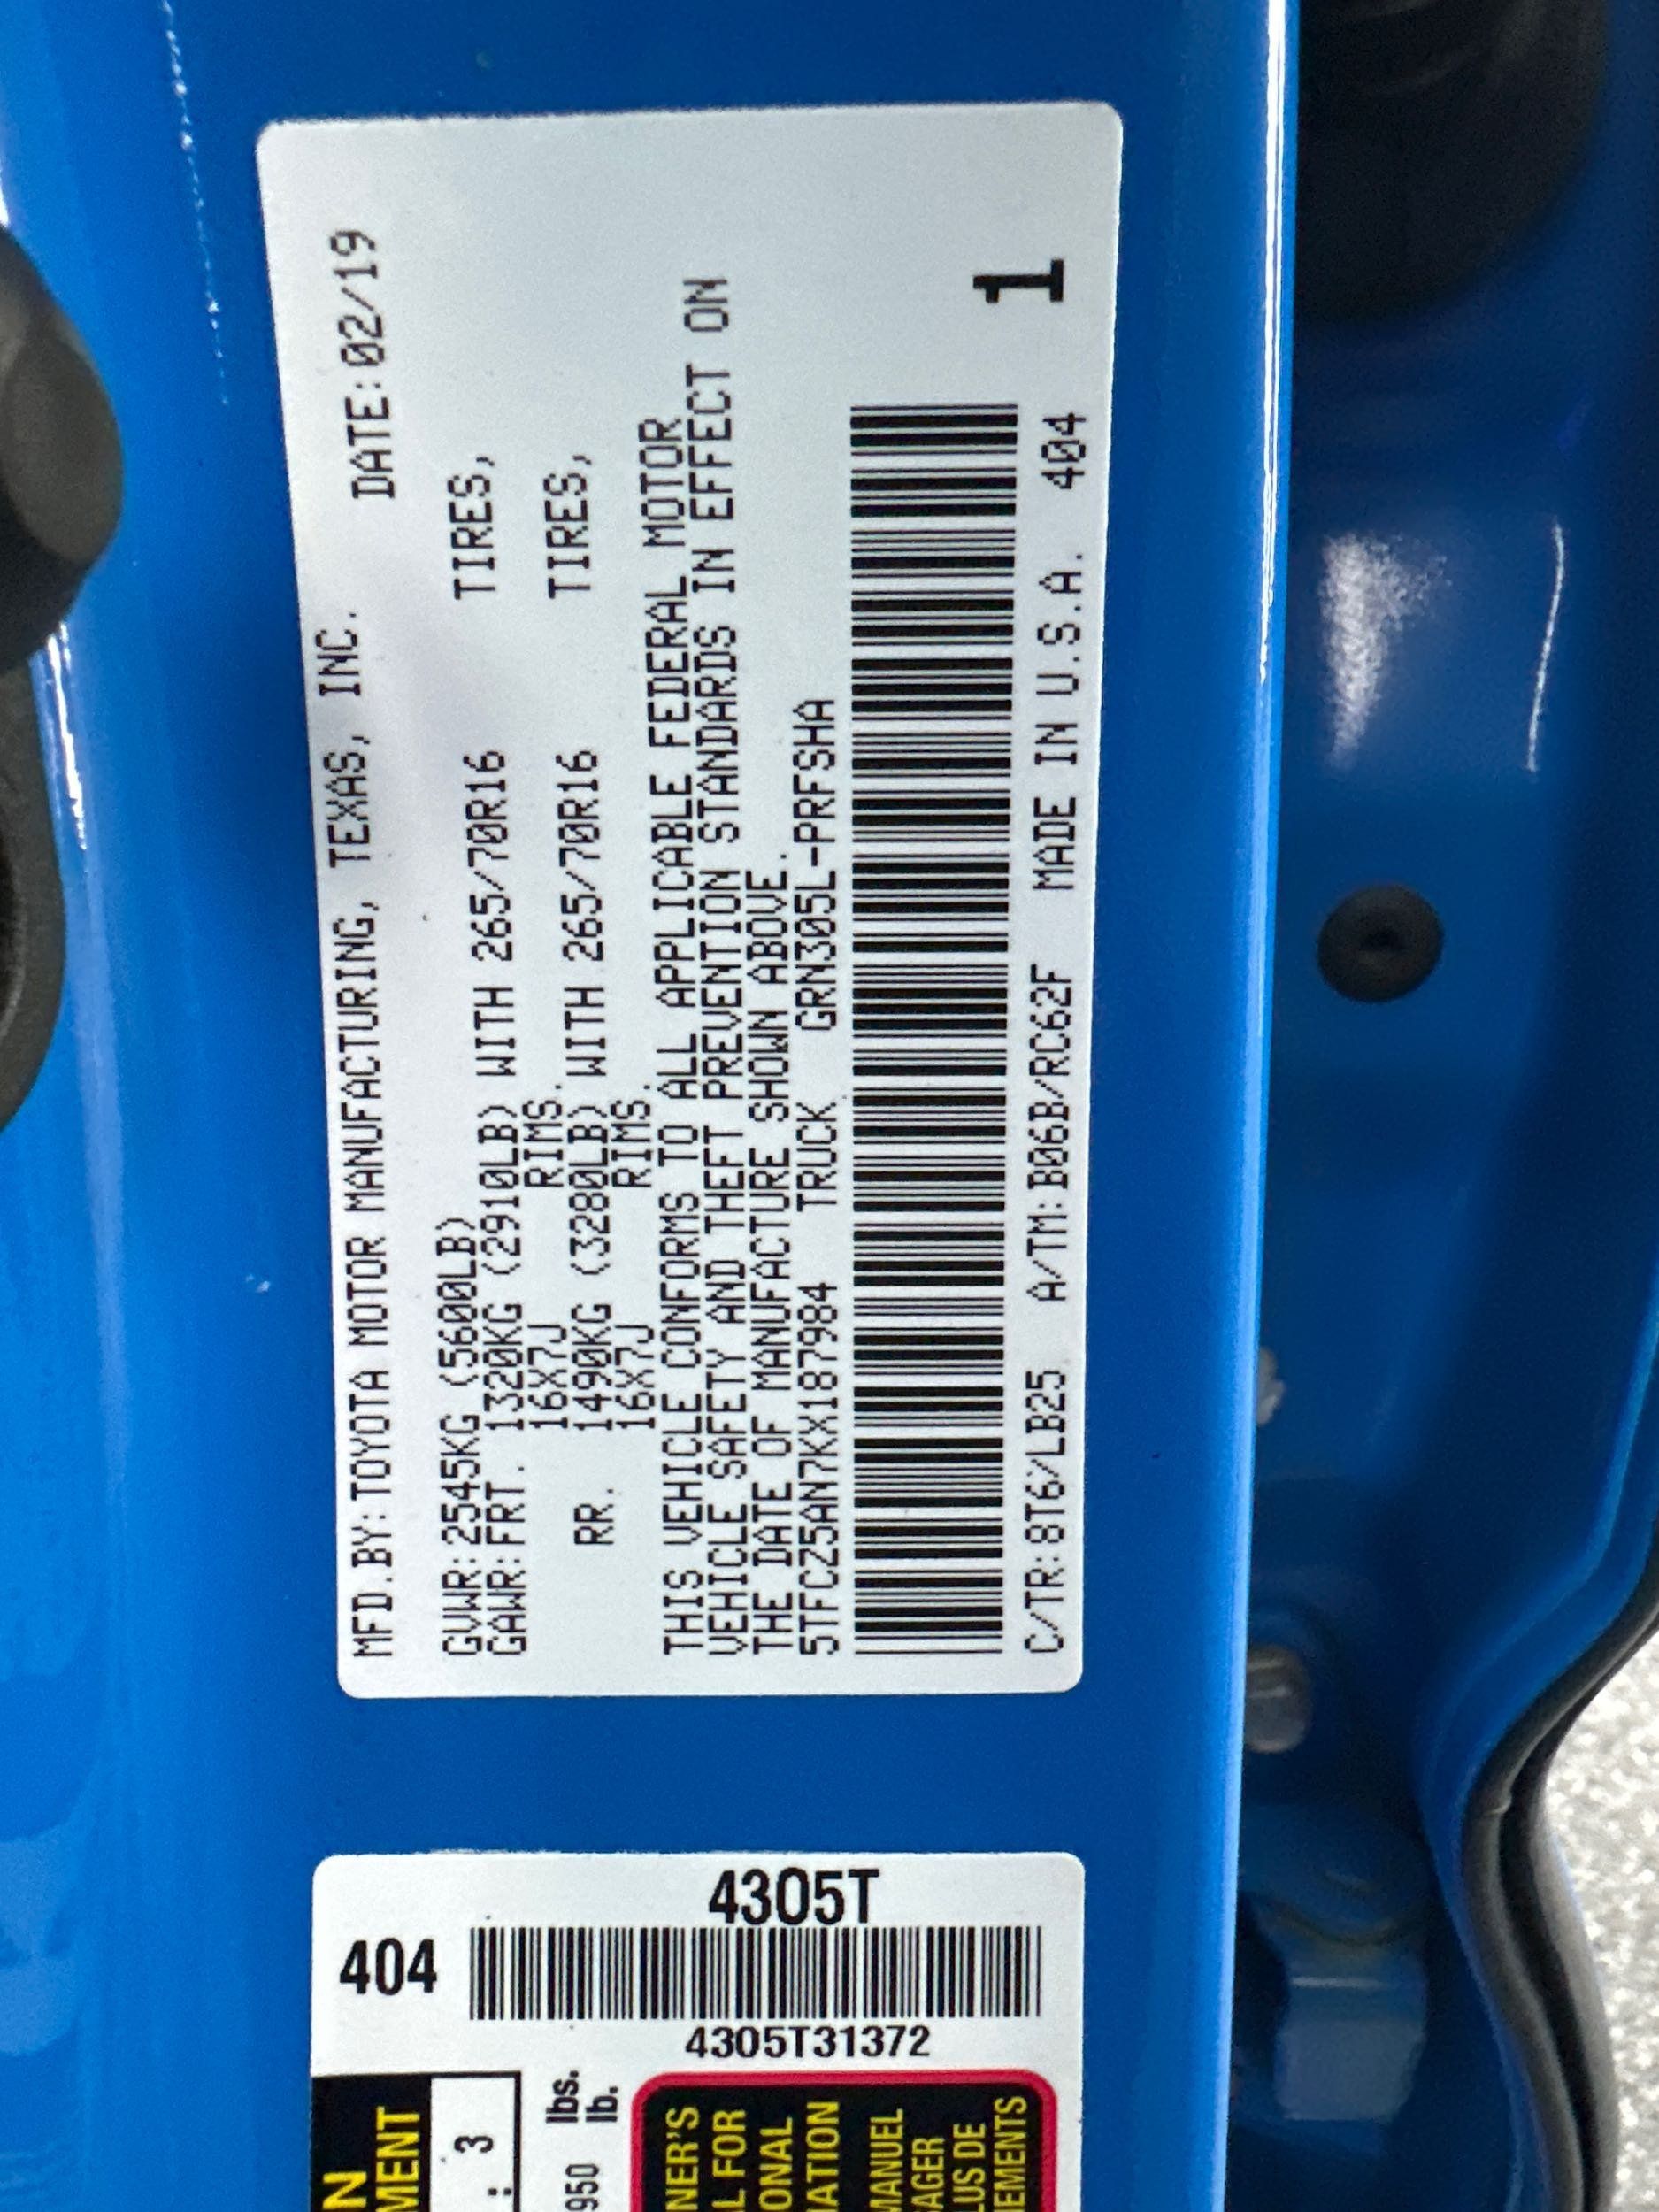 MFD.BY:TOYOTA MOTOR MANUFACTURING, TEXAS, INC. DATE:02/19
GVWR:2545KG (5600LB)
GAWR:FRT. 1320KG (2910LB) WITH 265/70R16 TIRES,
16X7J RIMS.
RR. 1490KG (3280LB) WITH 265/70R16 TIRES,
16X7J RIMS.
THIS VEHICLE CONFORMS TO ALL APPLICABLE FEDERAL MOTOR
VEHICLE SAFETY AND THEFT PREVENTION STANDARDS IN EFFECT ON
THE DATE OF MANUFACTURE SHOWN ABOVE.
5TFCZ5AN7KX187984 TRUCK GRN305L-PRFSHA
1
C/TR:8T6/LB25 A/TM:B06B/RC62F MADE IN U.S.A. 404
404
4305T
4305T31372
: 3
950 lbs.
lb.